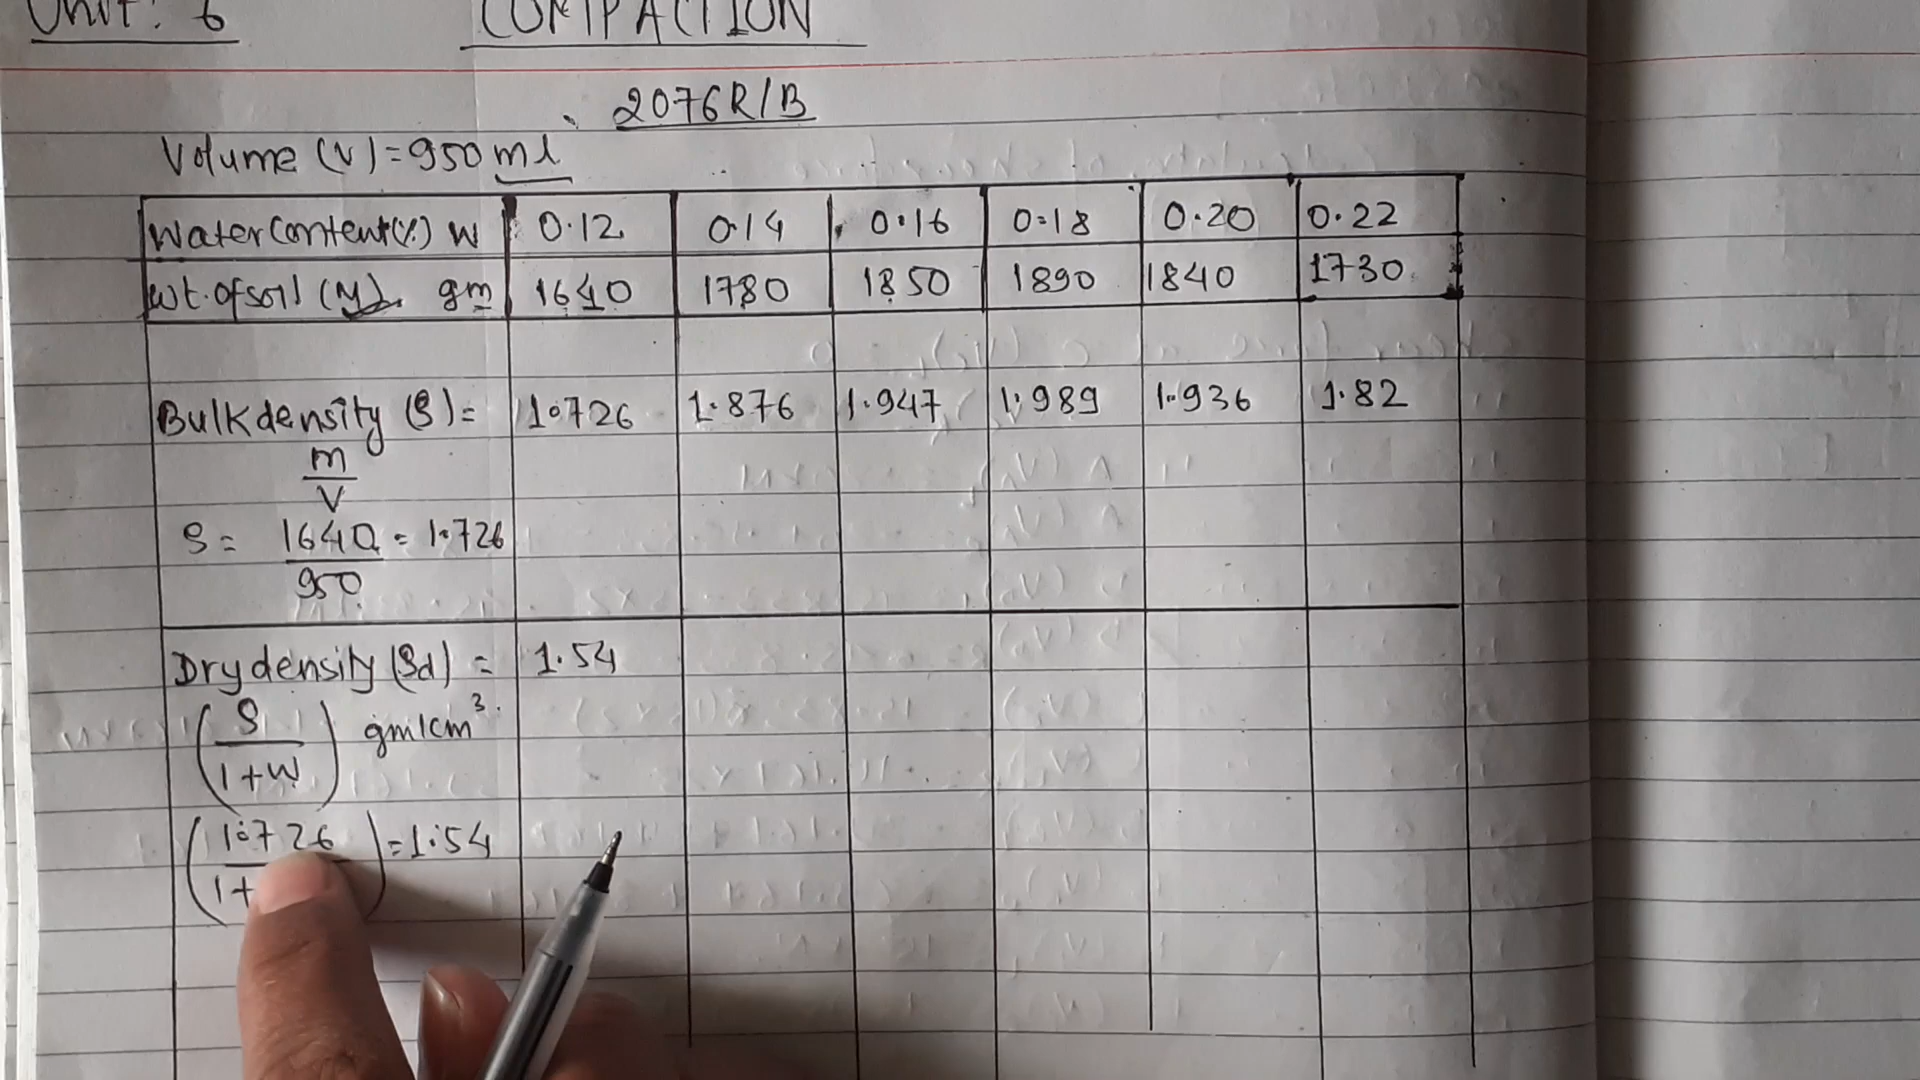 Unit: 6
COMPACTION
2076R/B
Volume (V)=950 ml
Water Content(%) W 0.12 0.14 0.16 0.18 0.20 0.22
Wt. of soil (M) gm 1640 1780 1850 1890 1840 1730
Bulk density (ρ)= 1.726 1.876 1.947 1.989 1.936 1.82
m
V
ρ= 1640 = 1.726
950
Dry density (ρd) = 1.54
(ρ
1+W) gm/cm³.
(1.726
1+ )=1.54